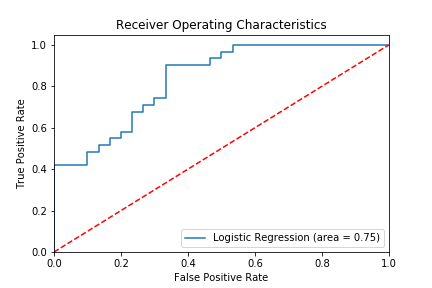 Receiver Operating Characteristics
True Positive Rate
1.0
0.8
0.6
0.4
0.2
0.0
Logistic Regression (area = 0.75)
0.0 0.2 0.4 0.6 0.8 1.0
False Positive Rate